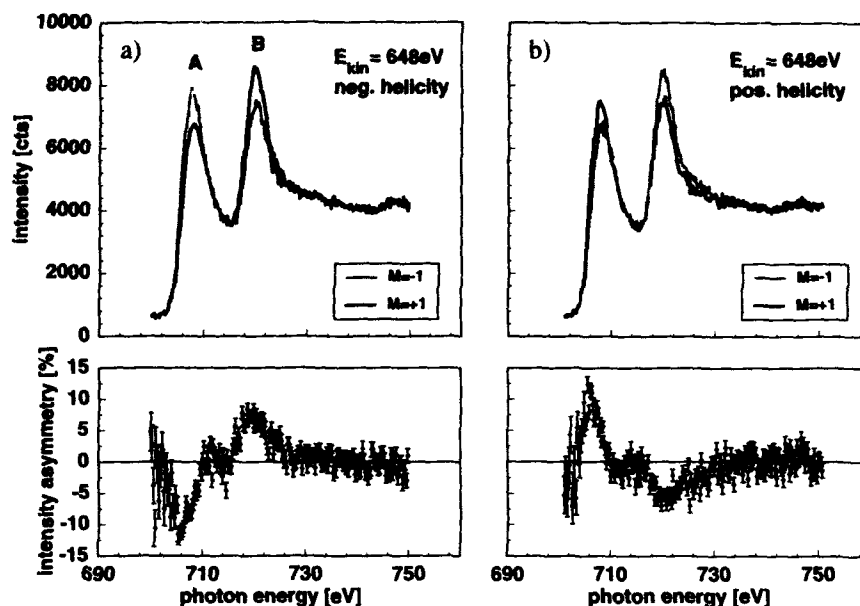 10000
8000
6000
4000
2000
0
intensity [cts]
a)
A
B
E_kin = 648eV
neg. helicity
M=-1
M=+1
b)
E_kin = 648eV
pos. helicity
M=-1
M=+1
15
10
5
0
-5
-10
-15
intensity asymmetry [%]
690
710
730
750
photon energy [eV]
690
710
730
750
photon energy [eV]